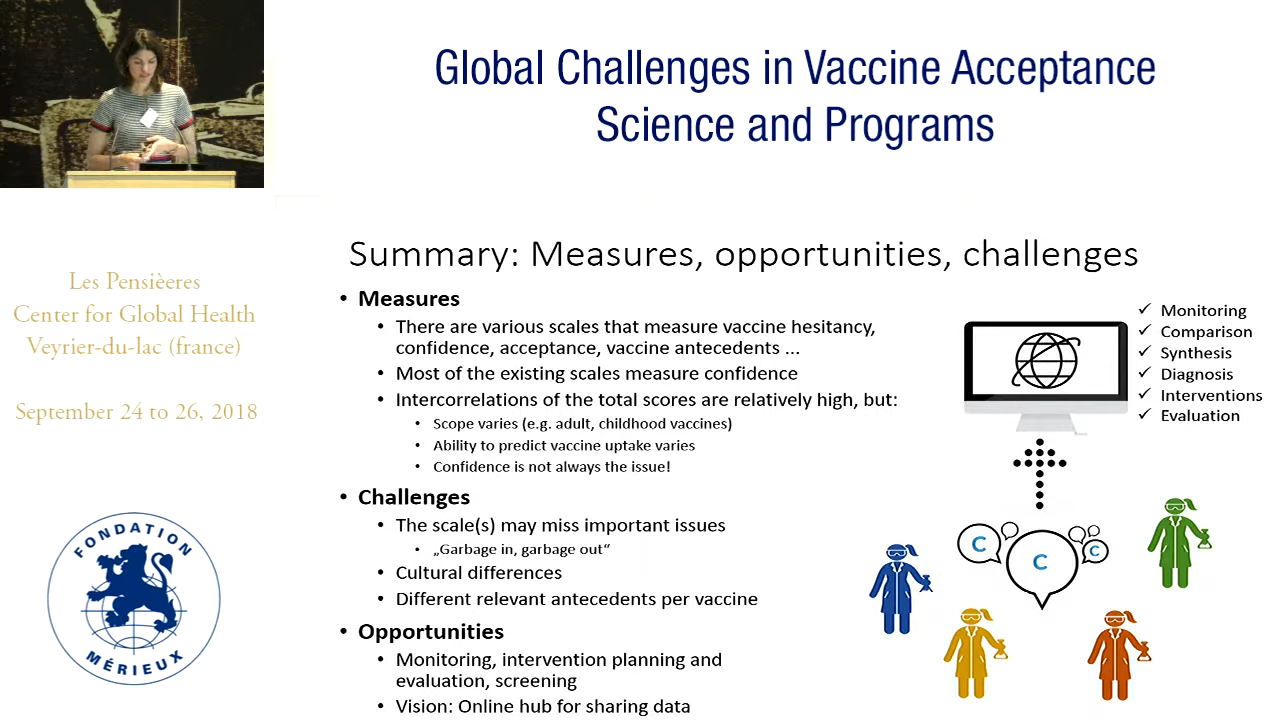 Global Challenges in Vaccine Acceptance
Science and Programs
Les Pensièeres
Center for Global Health
Veyrier-du-lac (france)
September 24 to 26, 2018
FONDATION
MÉRIEUX
Summary: Measures, opportunities, challenges
• Measures
• There are various scales that measure vaccine hesitancy,
confidence, acceptance, vaccine antecedents ...
• Most of the existing scales measure confidence
• Intercorrelations of the total scores are relatively high, but:
• Scope varies (e.g. adult, childhood vaccines)
• Ability to predict vaccine uptake varies
• Confidence is not always the issue!
• Challenges
• The scale(s) may miss important issues
• „Garbage in, garbage out“
• Cultural differences
• Different relevant antecedents per vaccine
• Opportunities
• Monitoring, intervention planning and
evaluation, screening
• Vision: Online hub for sharing data
✓ Monitoring
✓ Comparison
✓ Synthesis
✓ Diagnosis
✓ Interventions
✓ Evaluation
C
C
C